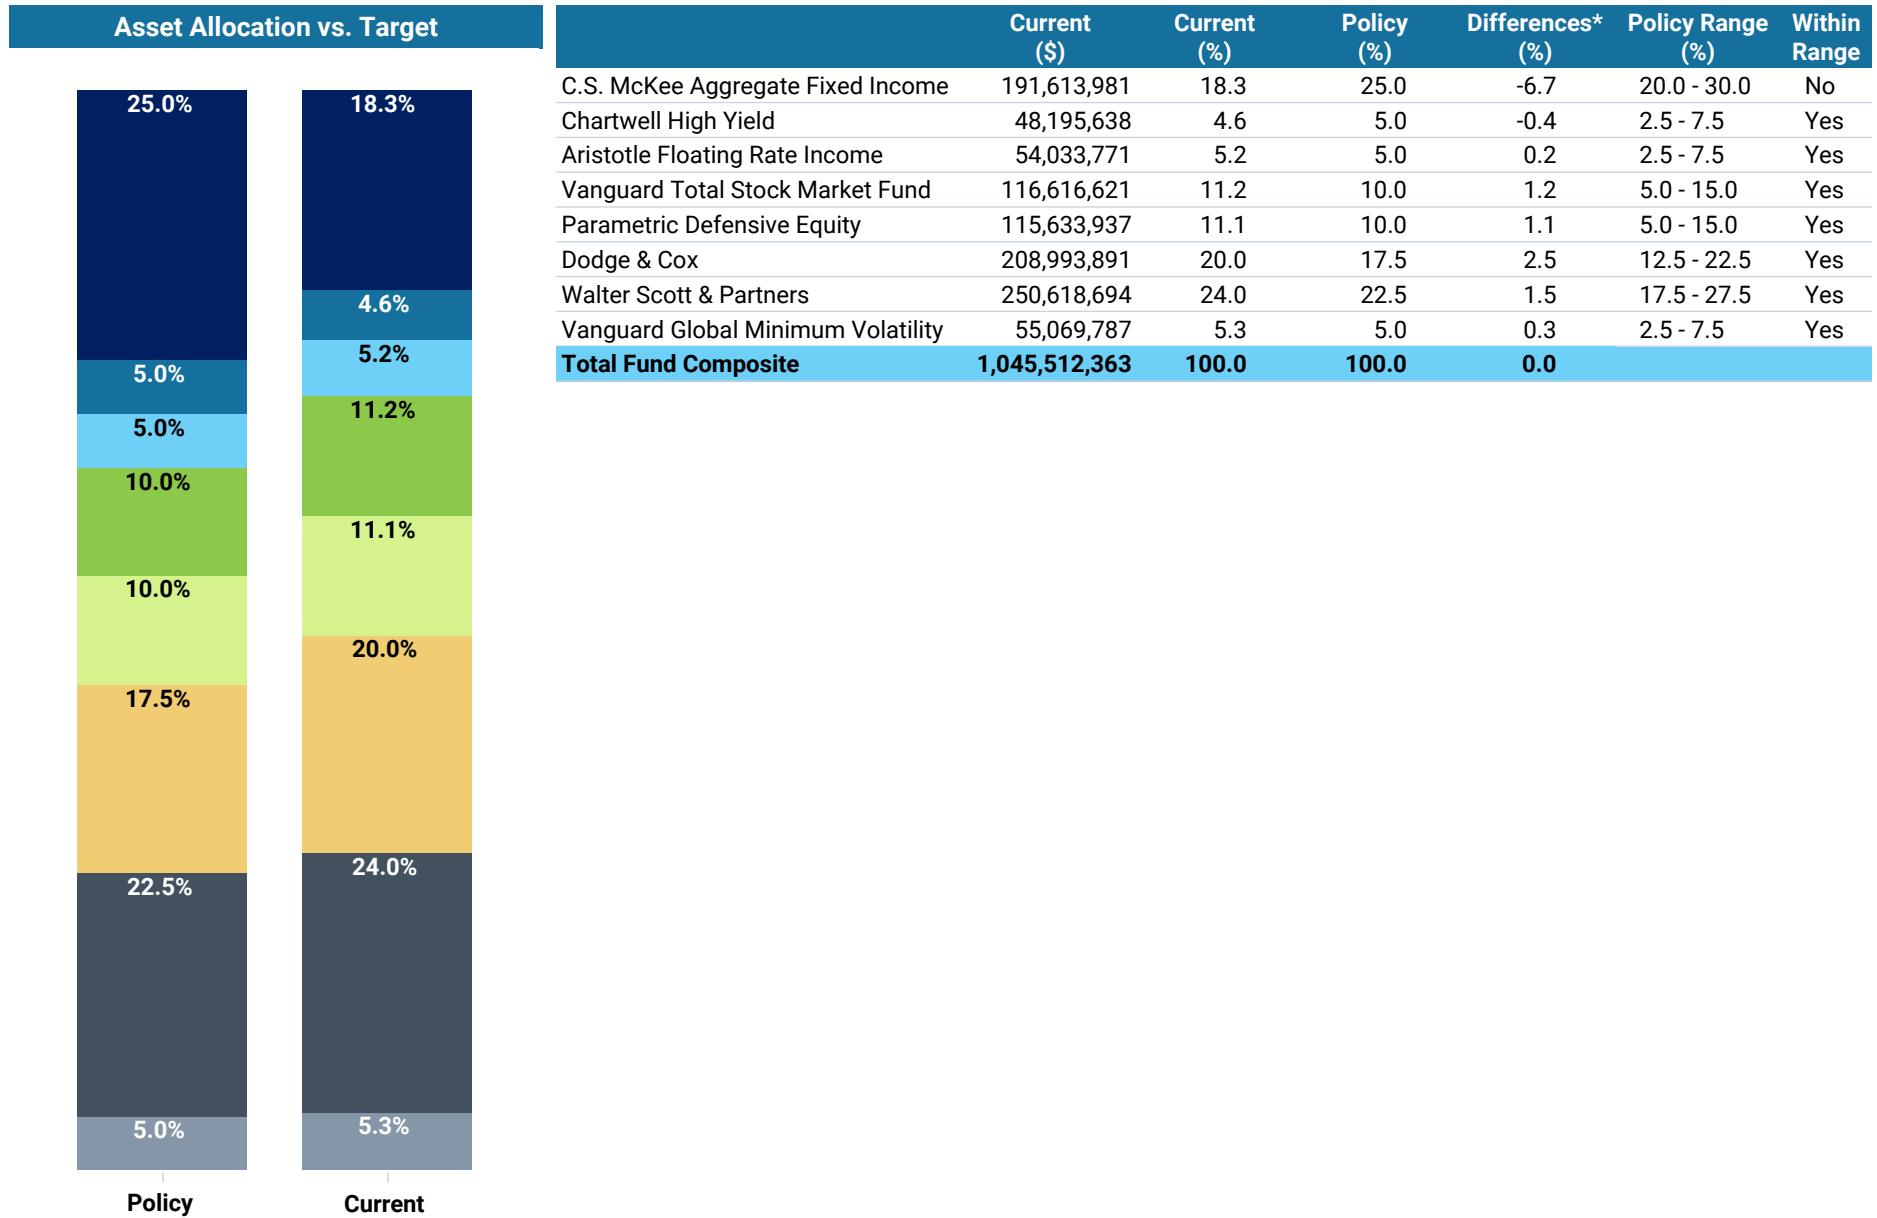 Asset Allocation vs. Target
25.0%
5.0%
5.0%
10.0%
10.0%
17.5%
22.5%
5.0%
Policy
18.3%
4.6%
5.2%
11.2%
11.1%
20.0%
24.0%
5.3%
Current
Current ($) Current (%) Policy (%) Differences* (%) Policy Range (%) Within Range
C.S. McKee Aggregate Fixed Income 191,613,981 18.3 25.0 -6.7 20.0 - 30.0 No
Chartwell High Yield 48,195,638 4.6 5.0 -0.4 2.5 - 7.5 Yes
Aristotle Floating Rate Income 54,033,771 5.2 5.0 0.2 2.5 - 7.5 Yes
Vanguard Total Stock Market Fund 116,616,621 11.2 10.0 1.2 5.0 - 15.0 Yes
Parametric Defensive Equity 115,633,937 11.1 10.0 1.1 5.0 - 15.0 Yes
Dodge & Cox 208,993,891 20.0 17.5 2.5 12.5 - 22.5 Yes
Walter Scott & Partners 250,618,694 24.0 22.5 1.5 17.5 - 27.5 Yes
Vanguard Global Minimum Volatility 55,069,787 5.3 5.0 0.3 2.5 - 7.5 Yes
Total Fund Composite 1,045,512,363 100.0 100.0 0.0